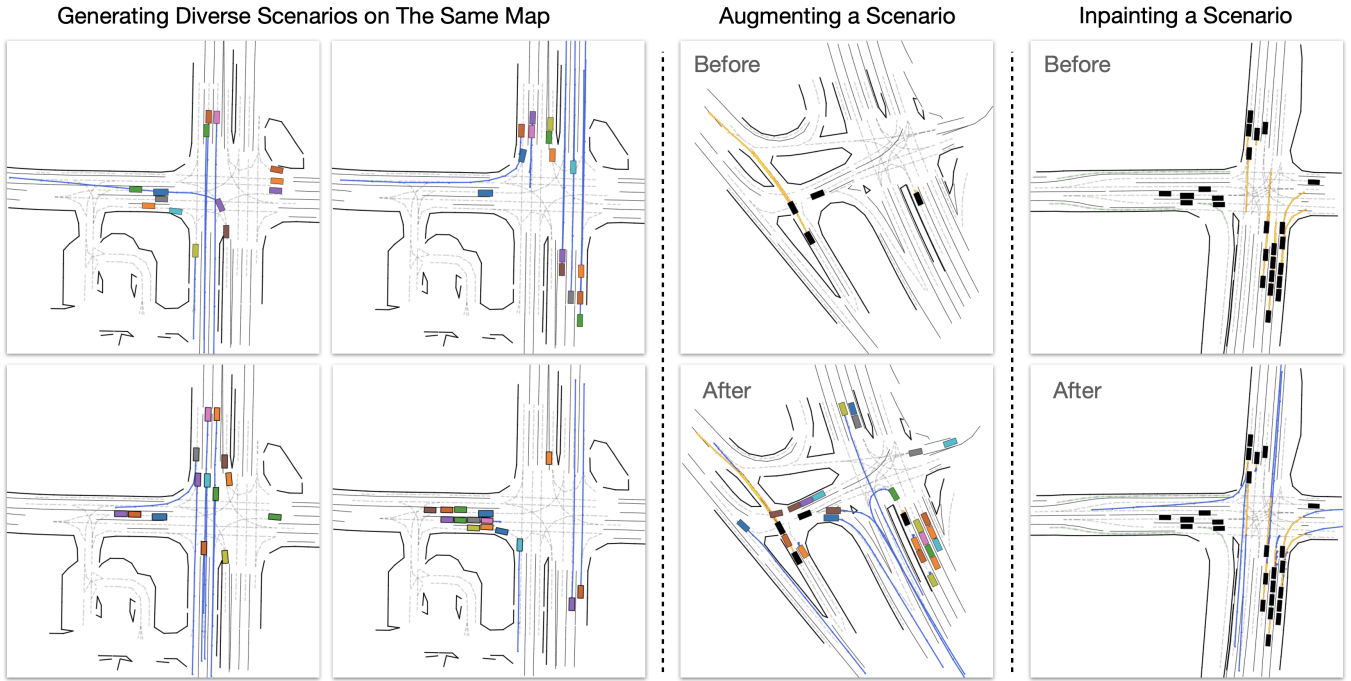 Generating Diverse Scenarios on The Same Map
Augmenting a Scenario
Inpainting a Scenario
Before
Before
After
After